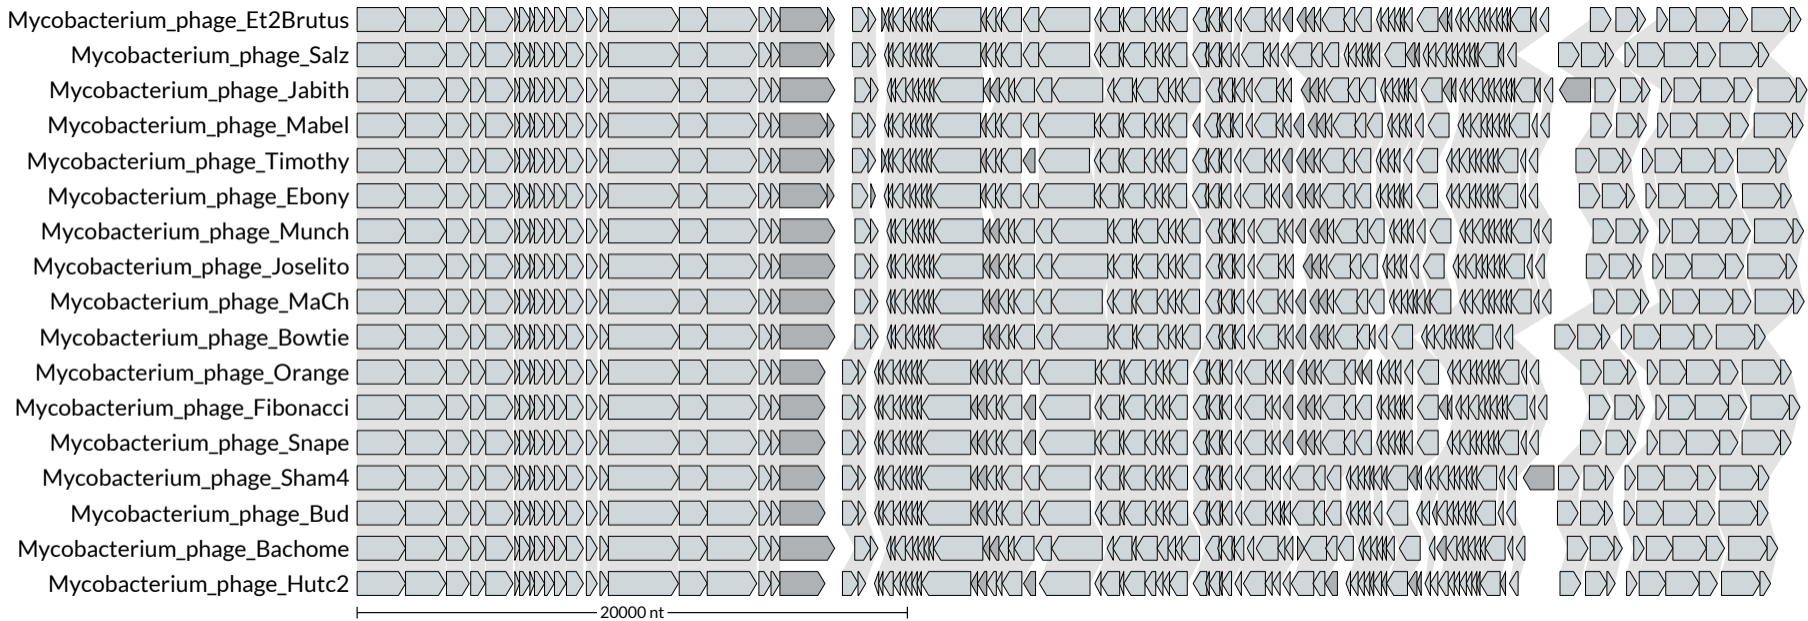 Mycobacterium_phage_Et2Brutus
Mycobacterium_phage_Salz
Mycobacterium_phage_Jabith
Mycobacterium_phage_Mabel
Mycobacterium_phage_Timothy
Mycobacterium_phage_Ebony
Mycobacterium_phage_Munch
Mycobacterium_phage_Joselito
Mycobacterium_phage_MaCh
Mycobacterium_phage_Bowtie
Mycobacterium_phage_Orange
Mycobacterium_phage_Fibonacci
Mycobacterium_phage_Snape
Mycobacterium_phage_Sham4
Mycobacterium_phage_Bud
Mycobacterium_phage_Bachome
Mycobacterium_phage_Hutc2
20000 nt